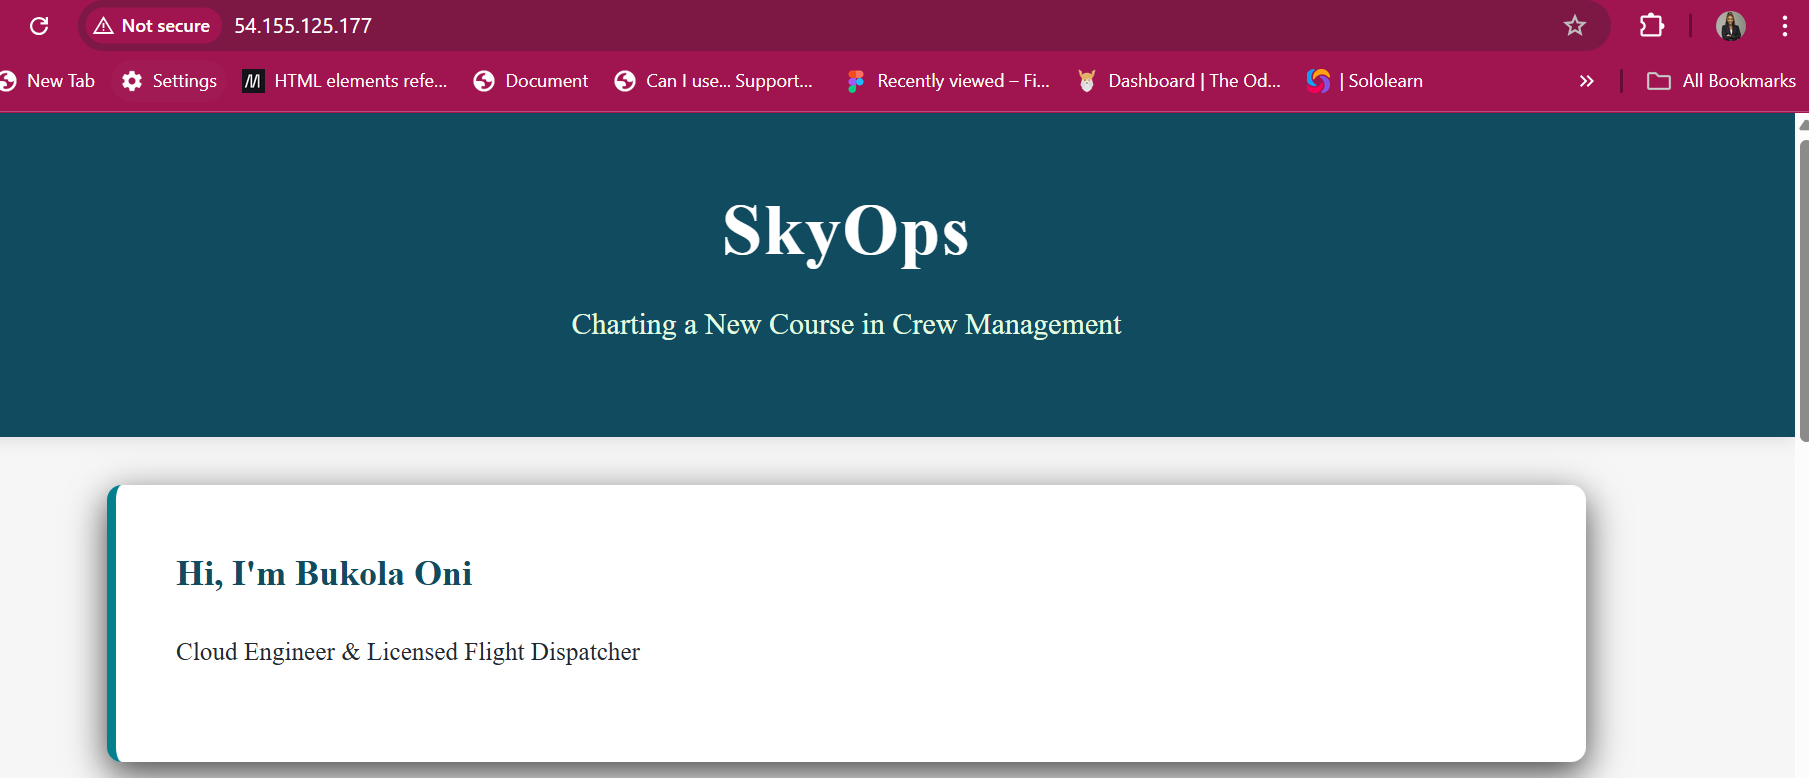 Not secure 54.155.125.177
New Tab Settings HTML elements refe... Document Can I use... Support... Recently viewed – Fi... Dashboard | The Od... | Sololearn » All Bookmarks
SkyOps
Charting a New Course in Crew Management
Hi, I'm Bukola Oni
Cloud Engineer & Licensed Flight Dispatcher